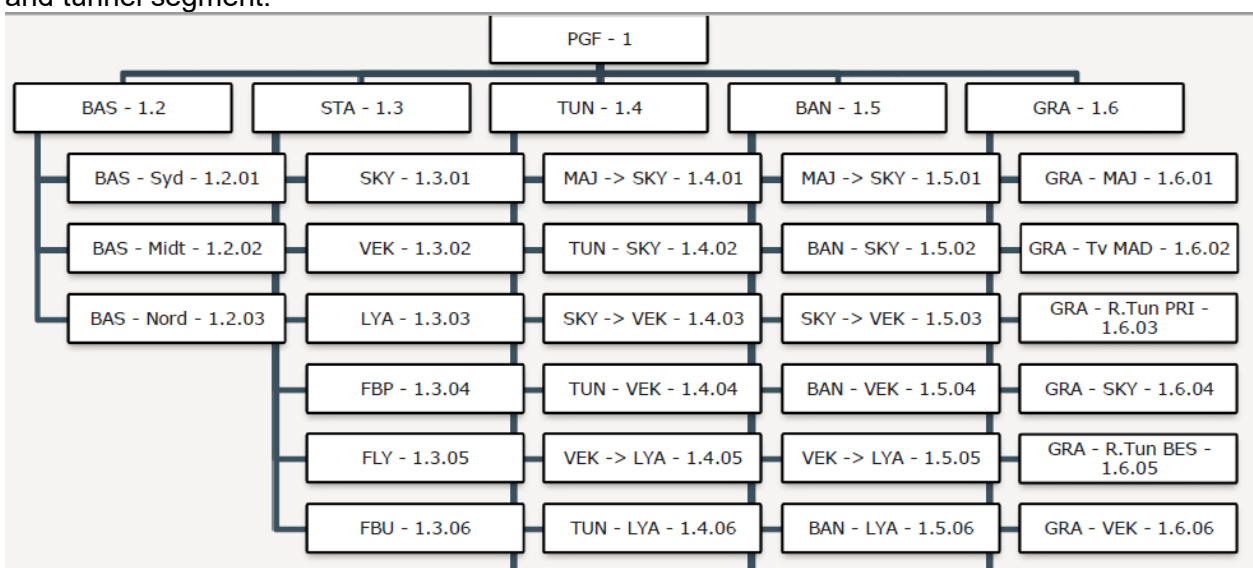 and tunnel segment.
PGF - 1
BAS - 1.2
STA - 1.3
TUN - 1.4
BAN - 1.5
GRA - 1.6
BAS - Syd - 1.2.01
SKY - 1.3.01
MAJ -> SKY - 1.4.01
MAJ -> SKY - 1.5.01
GRA - MAJ - 1.6.01
BAS - Midt - 1.2.02
VEK - 1.3.02
TUN - SKY - 1.4.02
BAN - SKY - 1.5.02
GRA - Tv MAD - 1.6.02
BAS - Nord - 1.2.03
LYA - 1.3.03
SKY -> VEK - 1.4.03
SKY -> VEK - 1.5.03
GRA - R.Tun PRI -
1.6.03
FBP - 1.3.04
TUN - VEK - 1.4.04
BAN - VEK - 1.5.04
GRA - SKY - 1.6.04
FLY - 1.3.05
VEK -> LYA - 1.4.05
VEK -> LYA - 1.5.05
GRA - R.Tun BES -
1.6.05
FBU - 1.3.06
TUN - LYA - 1.4.06
BAN - LYA - 1.5.06
GRA - VEK - 1.6.06